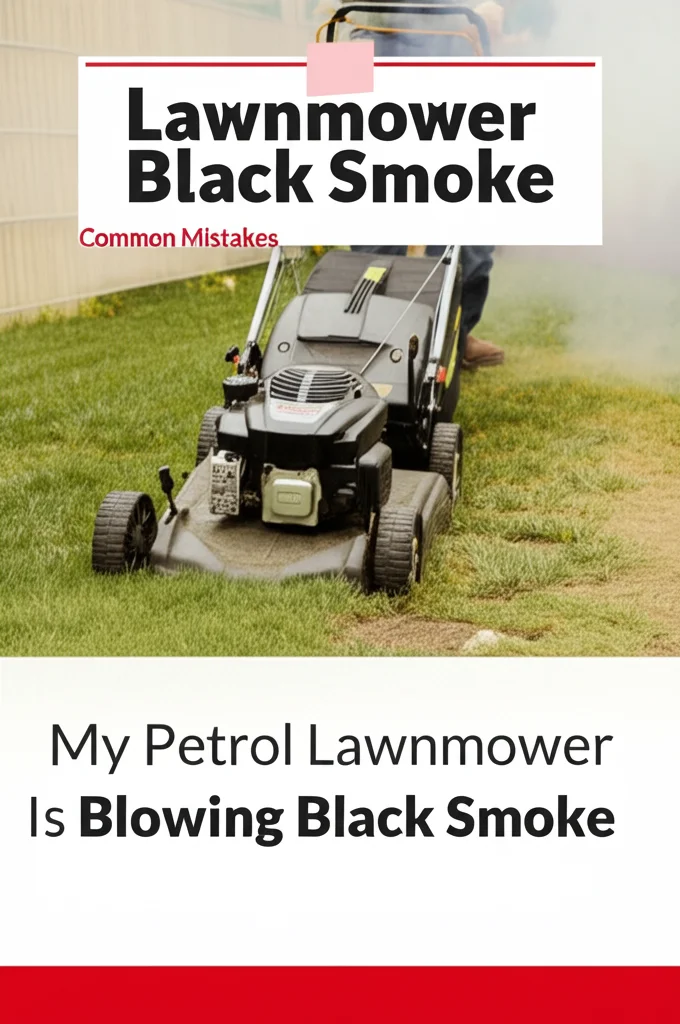 Lawnmower
Black Smoke
Common Mistakes
My Petrol Lawnmower
Is Blowing Black Smoke